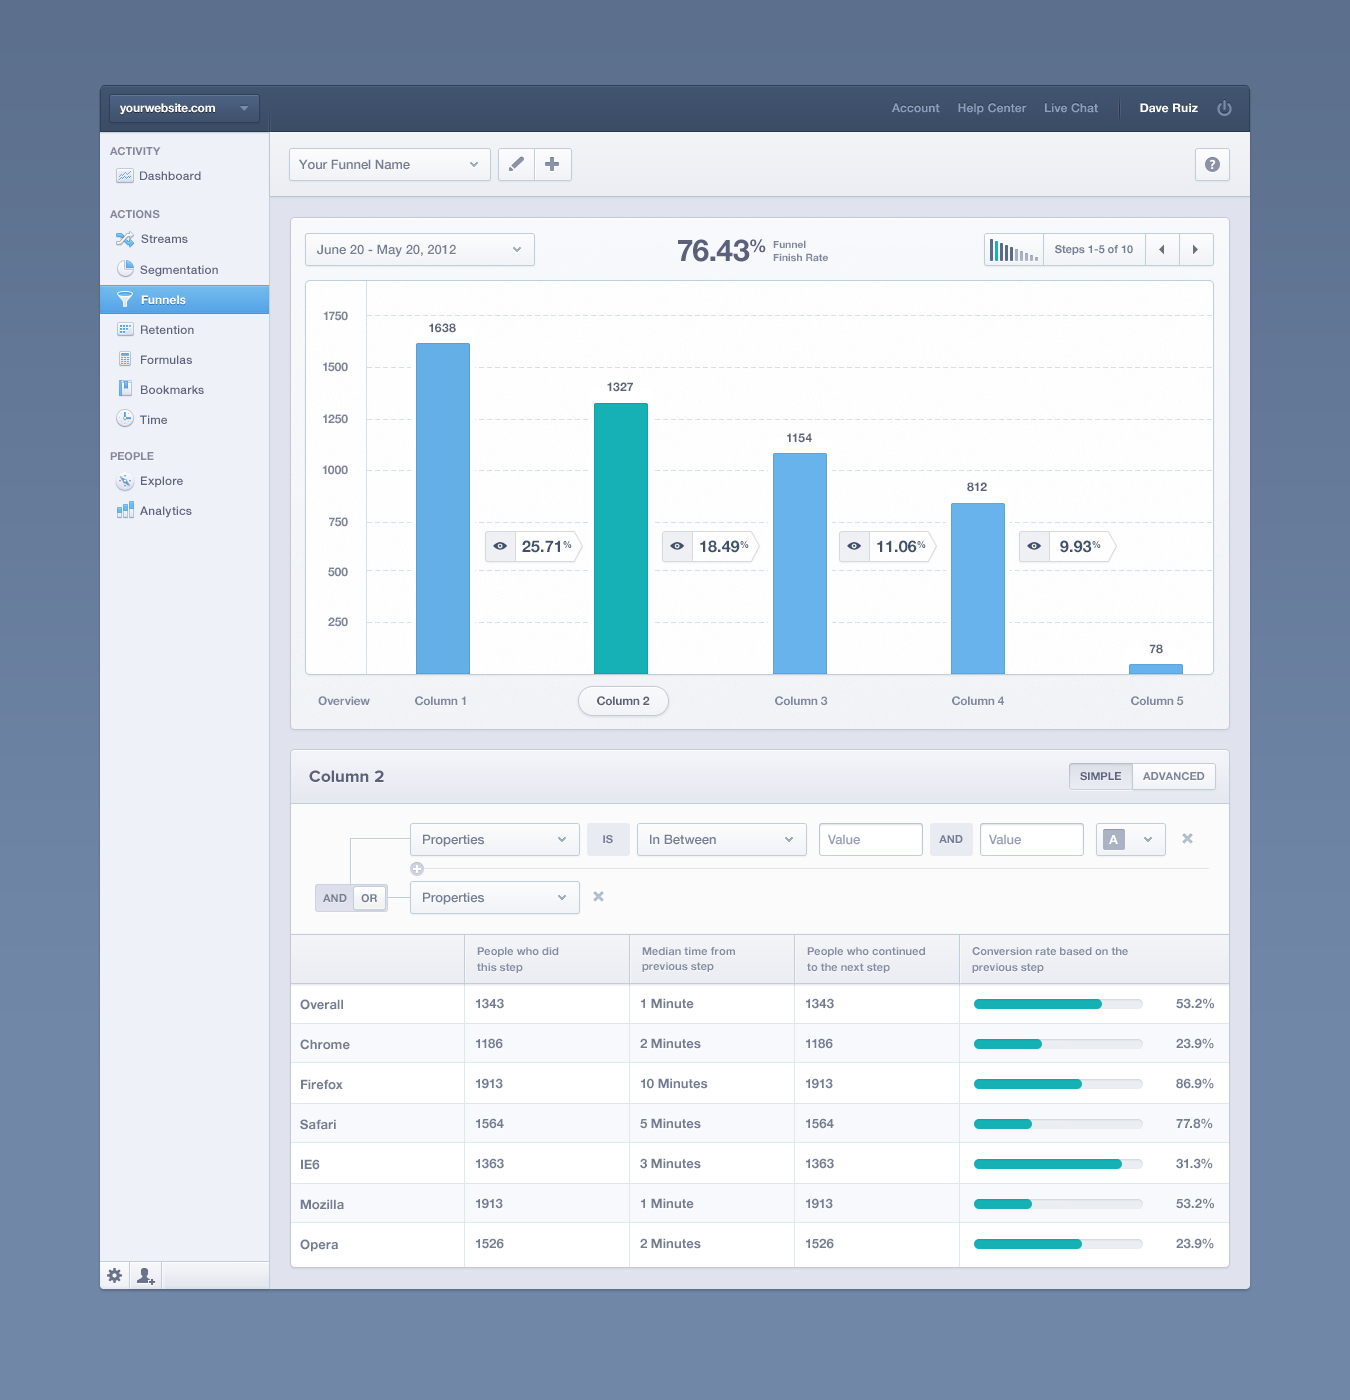 yourwebsite.com
Account Help Center Live Chat Dave Ruiz
ACTIVITY
Dashboard
ACTIONS
Streams
Segmentation
Funnels
Retention
Formulas
Bookmarks
Time
PEOPLE
Explore
Analytics
Your Funnel Name
?
June 20 - May 20, 2012
76.43%
Funnel
Finish Rate
Steps 1-5 of 10
1750
1500
1250
1000
750
500
250
1638
1327
1154
812
78
25.71%
18.49%
11.06%
9.93%
Overview Column 1 Column 2 Column 3 Column 4 Column 5
Column 2
SIMPLE ADVANCED
Properties IS In Between Value AND Value A
AND OR
Properties
People who did
this step
Median time from
previous step
People who continued
to the next step
Conversion rate based on the
previous step
Overall 1343 1 Minute 1343 53.2%
Chrome 1186 2 Minutes 1186 23.9%
Firefox 1913 10 Minutes 1913 86.9%
Safari 1564 5 Minutes 1564 77.8%
IE6 1363 3 Minutes 1363 31.3%
Mozilla 1913 1 Minute 1913 53.2%
Opera 1526 2 Minutes 1526 23.9%